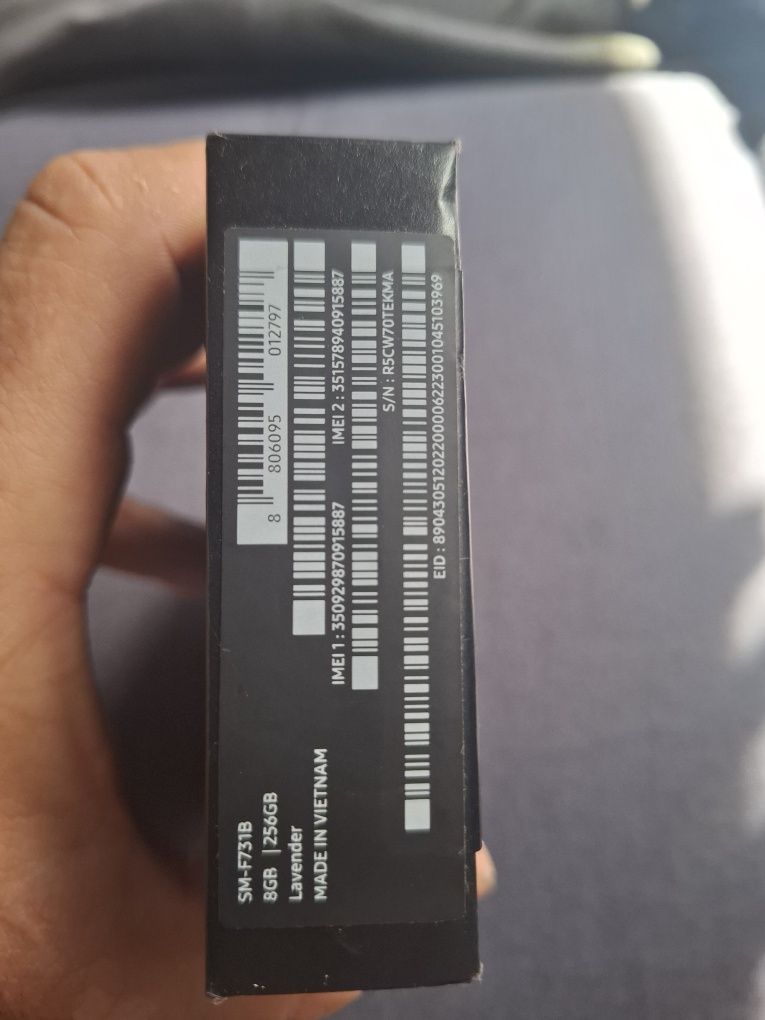 SM-F731B
8GB | 256GB
Lavender
MADE IN VIETNAM
8 806095 012797
IMEI 1 : 350929870915887
IMEI 2 : 351578940915887
S/N : R5CW70TEKMA
EID : 89043051202200006223001045103969